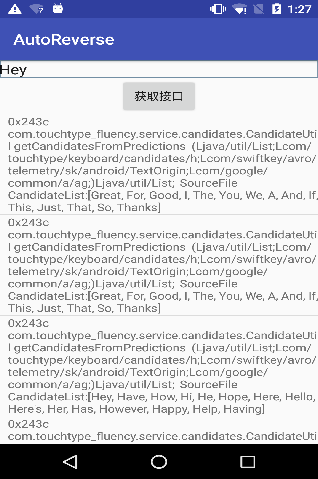 1:27
AutoReverse
Hey
获取接口
0x243c
com.touchtype_fluency.service.candidates.CandidateUti
l getCandidatesFromPredictions (Ljava/util/List;Lcom/
touchtype/keyboard/candidates/h;Lcom/swiftkey/avro/
telemetry/sk/android/TextOrigin;Lcom/google/
common/a/ag;)Ljava/util/List; SourceFile
CandidateList:[Great, For, Good, I, The, You, We, A, And, If,
This, Just, That, So, Thanks]
0x243c
com.touchtype_fluency.service.candidates.CandidateUti
l getCandidatesFromPredictions (Ljava/util/List;Lcom/
touchtype/keyboard/candidates/h;Lcom/swiftkey/avro/
telemetry/sk/android/TextOrigin;Lcom/google/
common/a/ag;)Ljava/util/List; SourceFile
CandidateList:[Great, For, Good, I, The, You, We, A, And, If,
This, Just, That, So, Thanks]
0x243c
com.touchtype_fluency.service.candidates.CandidateUti
l getCandidatesFromPredictions (Ljava/util/List;Lcom/
touchtype/keyboard/candidates/h;Lcom/swiftkey/avro/
telemetry/sk/android/TextOrigin;Lcom/google/
common/a/ag;)Ljava/util/List; SourceFile
CandidateList:[Hey, Have, How, Hi, He, Hope, Here, Hello,
Here's, Her, Has, However, Happy, Help, Having]
0x243c
com.touchtype_fluency.service.candidates.CandidateUti